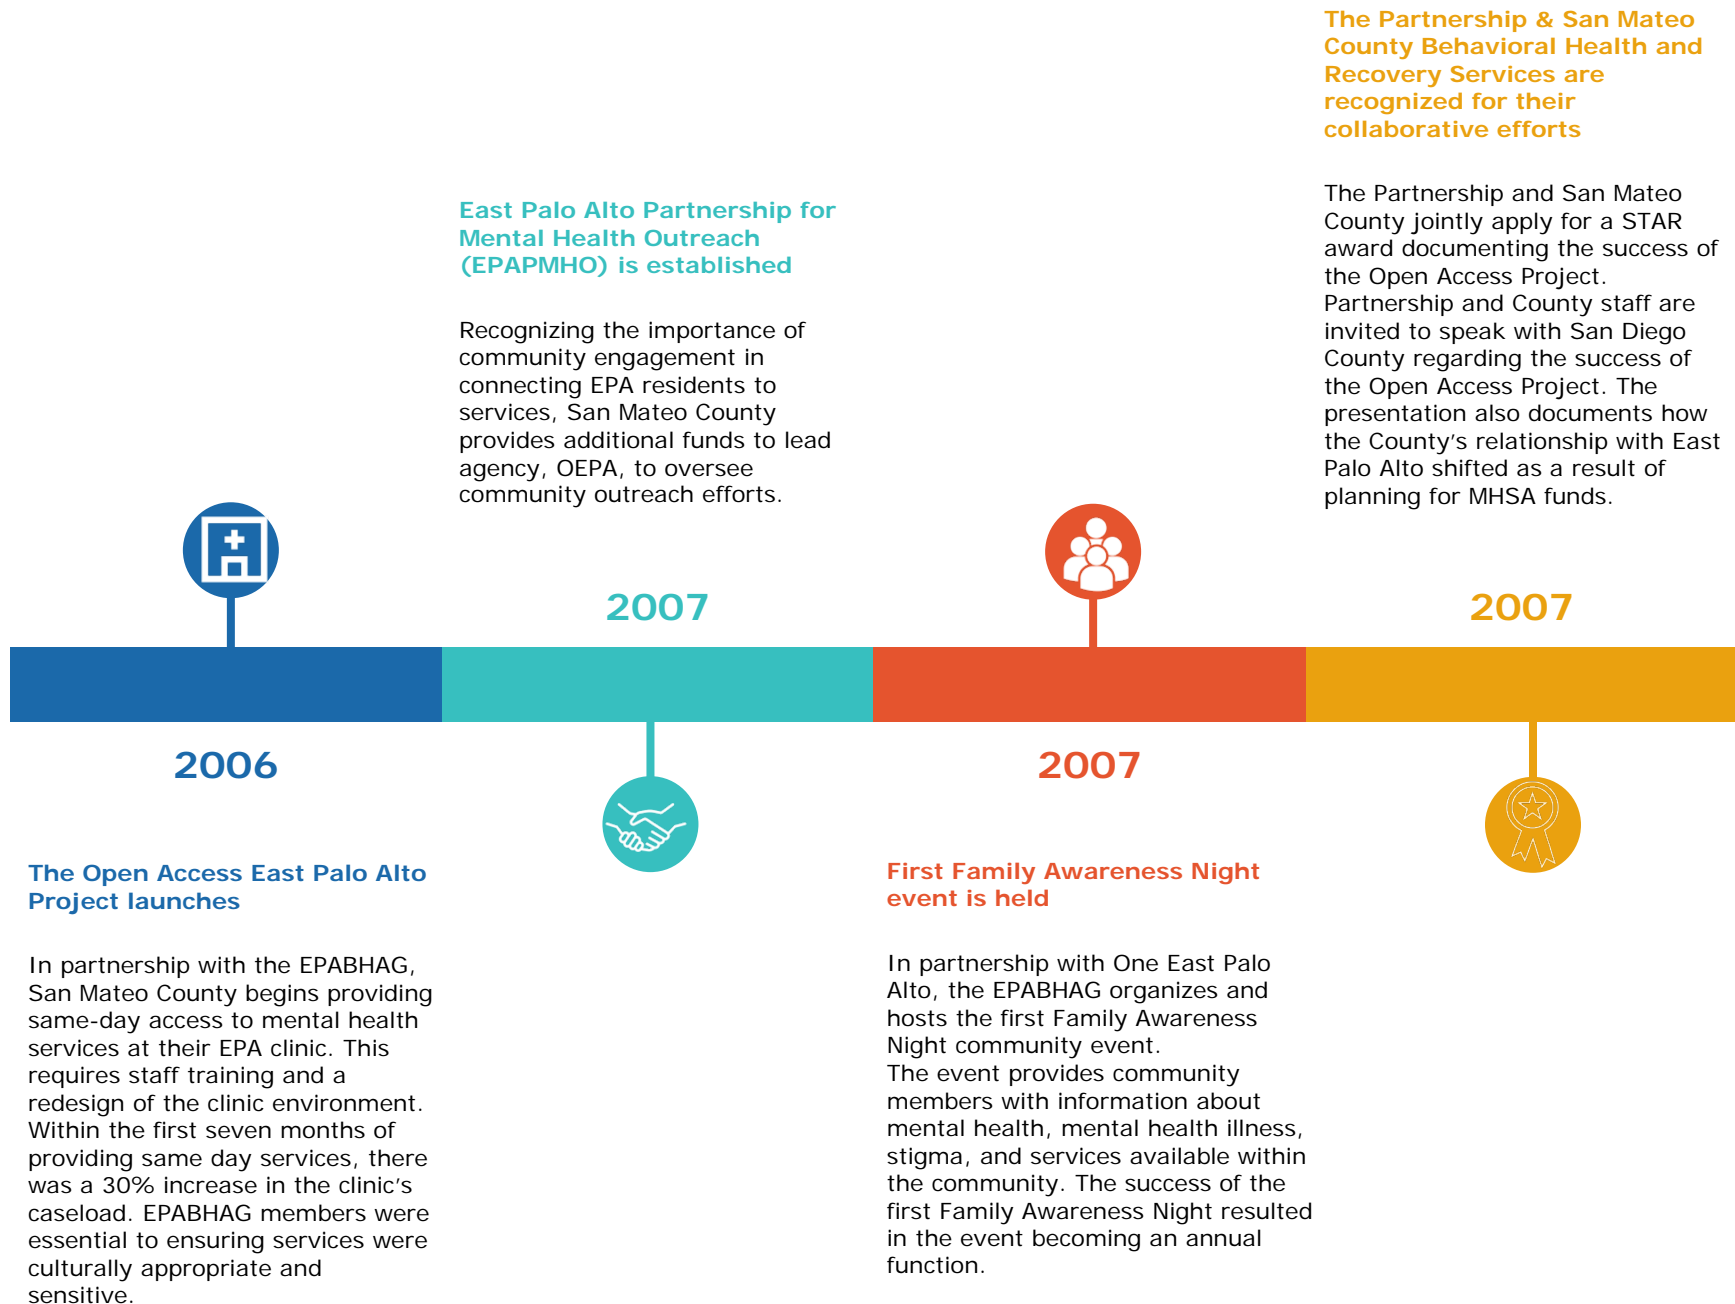 The Open Access East Palo Alto
Project launches
2006
In partnership with the EPABHAG,
San Mateo County begins providing
same-day access to mental health
services at their EPA clinic. This
requires staff training and a
redesign of the clinic environment.
Within the first seven months of
providing same day services, there
was a 30% increase in the clinic’s
caseload. EPABHAG members were
essential to ensuring services were
culturally appropriate and
sensitive.
East Palo Alto Partnership for
Mental Health Outreach
(EPAPMHO) is established
Recognizing the importance of
community engagement in
connecting EPA residents to
services, San Mateo County
provides additional funds to lead
agency, OEPA, to oversee
community outreach efforts.
2007
2007
First Family Awareness Night
event is held
In partnership with One East Palo
Alto, the EPABHAG organizes and
hosts the first Family Awareness
Night community event.
The event provides community
members with information about
mental health, mental health illness,
stigma, and services available within
the community. The success of the
first Family Awareness Night resulted
in the event becoming an annual
function.
The Partnership & San Mateo
County Behavioral Health and
Recovery Services are
recognized for their
collaborative efforts
The Partnership and San Mateo
County jointly apply for a STAR
award documenting the success of
the Open Access Project.
Partnership and County staff are
invited to speak with San Diego
County regarding the success of
the Open Access Project. The
presentation also documents how
the County’s relationship with East
Palo Alto shifted as a result of
planning for MHSA funds.
2007